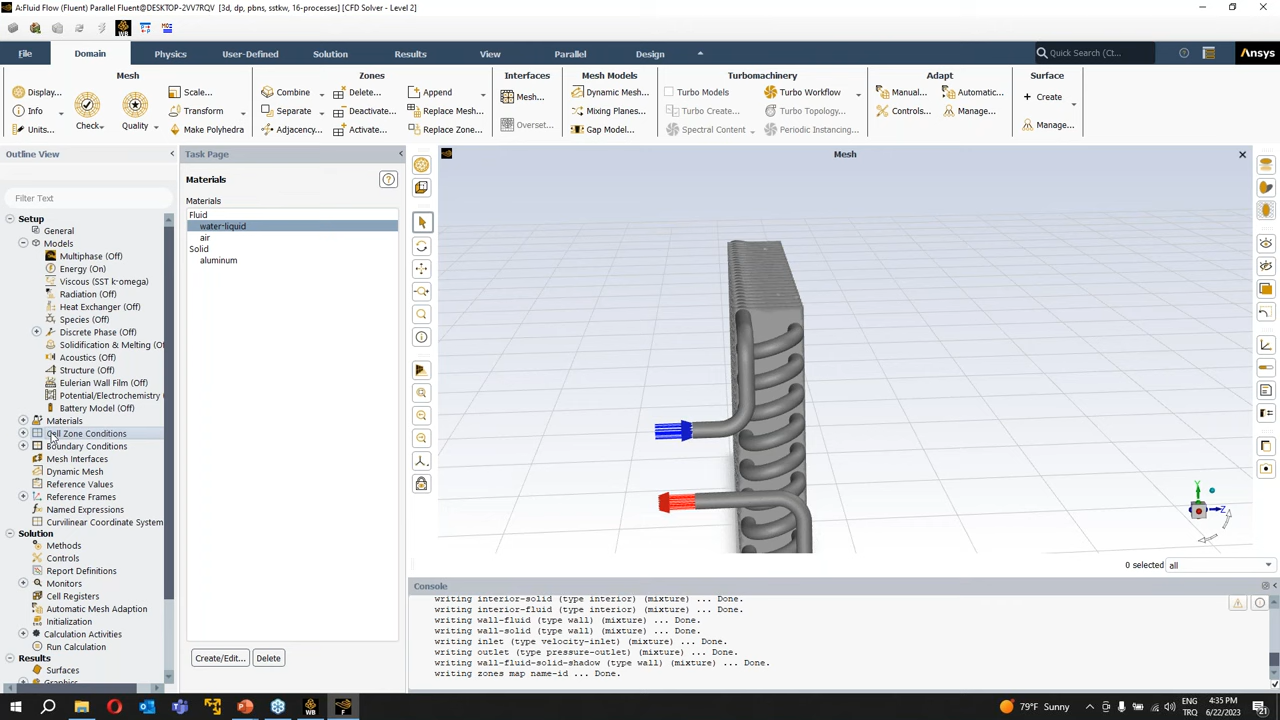 A:Fluid Flow (Fluent) Parallel Fluent@DESKTOP-2VV7RQV [3d, dp, pbns, sstkw, 16-processes] [CFD Solver - Level 2]
File
Domain
Physics
User-Defined
Solution
Results
View
Parallel
Design
Quick Search (Ct...
Ansys
Mesh
Zones
Interfaces
Mesh Models
Turbomachinery
Adapt
Surface
Display...
Info
Units...
Check
Quality
Scale...
Transform
Make Polyhedra
Combine
Separate
Adjacency...
Delete...
Deactivate...
Activate...
Append
Replace Mesh...
Replace Zone...
Mesh...
Overset...
Dynamic Mesh...
Mixing Planes...
Gap Model...
Turbo Models
Turbo Create...
Spectral Content
Turbo Workflow
Turbo Topology...
Periodic Instancing...
Manual...
Controls...
Automatic...
Manage...
Create
Manage...
Outline View
Filter Text
Setup
General
Models
Multiphase (Off)
Energy (On)
Viscous (SST k-omega)
Radiation (Off)
Heat Exchanger (Off)
Species (Off)
Discrete Phase (Off)
Solidification & Melting (Off
Acoustics (Off)
Structure (Off)
Eulerian Wall Film (Off)
Potential/Electrochemistry (
Battery Model (Off)
Materials
Cell Zone Conditions
Boundary Conditions
Mesh Interfaces
Dynamic Mesh
Reference Values
Reference Frames
Named Expressions
Curvilinear Coordinate System
Solution
Methods
Controls
Report Definitions
Monitors
Cell Registers
Automatic Mesh Adaption
Initialization
Calculation Activities
Run Calculation
Results
Surfaces
Graphics
Task Page
Materials
Materials
Fluid
water-liquid
air
Solid
aluminum
Create/Edit...
Delete
Mesh
Y
Z
0 selected
all
Console
writing interior-solid (type interior) (mixture) ... Done.
writing interior-fluid (type interior) (mixture) ... Done.
writing wall-fluid (type wall) (mixture) ... Done.
writing wall-solid (type wall) (mixture) ... Done.
writing inlet (type velocity-inlet) (mixture) ... Done.
writing outlet (type pressure-outlet) (mixture) ... Done.
writing wall-fluid-solid-shadow (type wall) (mixture) ... Done.
writing zones map name-id ... Done.
79°F Sunny
ENG
TRQ
4:35 PM
6/22/2023
21